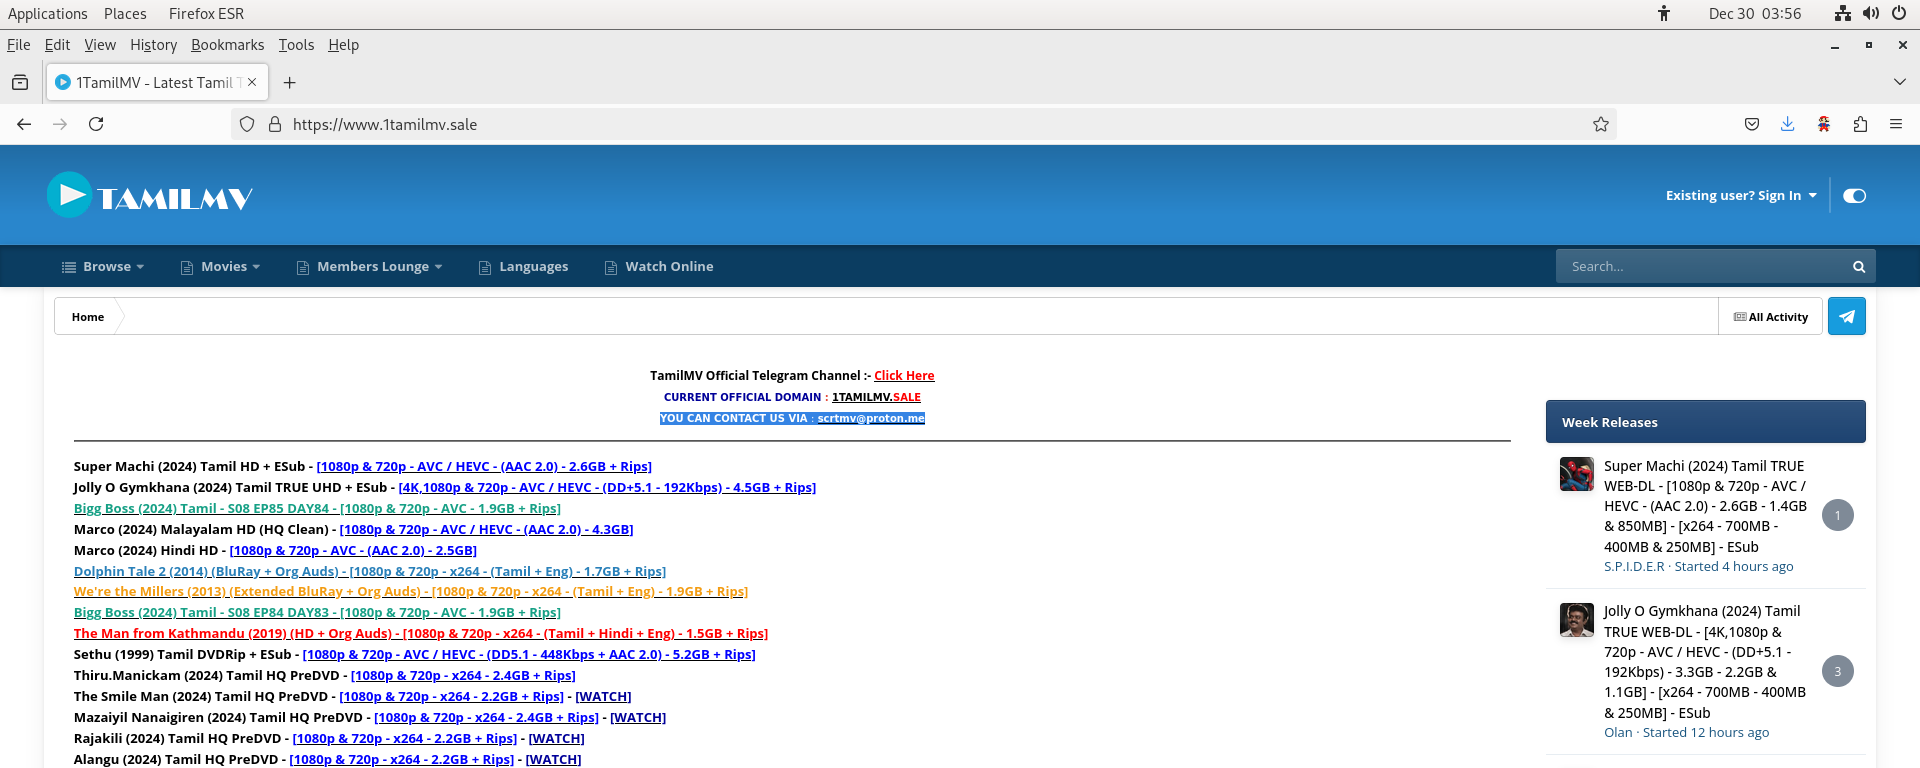 Applications Places Firefox ESR Dec 30 03:56
File Edit View History Bookmarks Tools Help
1TamilMV - Latest Tamil
https://www.1tamilmv.sale
TAMILMV
Existing user? Sign In
Browse Movies Members Lounge Languages Watch Online Search...
Home
All Activity
TamilMV Official Telegram Channel :- Click Here
CURRENT OFFICIAL DOMAIN : 1TAMILMV.SALE
YOU CAN CONTACT US VIA : scrtmv@proton.me
Super Machi (2024) Tamil HD + ESub - [1080p & 720p - AVC / HEVC - (AAC 2.0) - 2.6GB + Rips]
Jolly O Gymkhana (2024) Tamil TRUE UHD + ESub - [4K,1080p & 720p - AVC / HEVC - (DD+5.1 - 192Kbps) - 4.5GB + Rips]
Bigg Boss (2024) Tamil - S08 EP85 DAY84 - [1080p & 720p - AVC - 1.9GB + Rips]
Marco (2024) Malayalam HD (HQ Clean) - [1080p & 720p - AVC / HEVC - (AAC 2.0) - 4.3GB]
Marco (2024) Hindi HD - [1080p & 720p - AVC - (AAC 2.0) - 2.5GB]
Dolphin Tale 2 (2014) (BluRay + Org Auds) - [1080p & 720p - x264 - (Tamil + Eng) - 1.7GB + Rips]
We're the Millers (2013) (Extended BluRay + Org Auds) - [1080p & 720p - x264 - (Tamil + Eng) - 1.9GB + Rips]
Bigg Boss (2024) Tamil - S08 EP84 DAY83 - [1080p & 720p - AVC - 1.9GB + Rips]
The Man from Kathmandu (2019) (HD + Org Auds) - [1080p & 720p - x264 - (Tamil + Hindi + Eng) - 1.5GB + Rips]
Sethu (1999) Tamil DVDRip + ESub - [1080p & 720p - AVC / HEVC - (DD5.1 - 448Kbps + AAC 2.0) - 5.2GB + Rips]
Thiru.Manickam (2024) Tamil HQ PreDVD - [1080p & 720p - x264 - 2.4GB + Rips]
The Smile Man (2024) Tamil HQ PreDVD - [1080p & 720p - x264 - 2.2GB + Rips] - [WATCH]
Mazaiyil Nanaigiren (2024) Tamil HQ PreDVD - [1080p & 720p - x264 - 2.4GB + Rips] - [WATCH]
Rajakili (2024) Tamil HQ PreDVD - [1080p & 720p - x264 - 2.2GB + Rips] - [WATCH]
Alangu (2024) Tamil HQ PreDVD - [1080p & 720p - x264 - 2.2GB + Rips] - [WATCH]
Week Releases
Super Machi (2024) Tamil TRUE
WEB-DL - [1080p & 720p - AVC /
HEVC - (AAC 2.0) - 2.6GB - 1.4GB
& 850MB] - [x264 - 700MB -
400MB & 250MB] - ESub
S.P.I.D.E.R · Started 4 hours ago
1
Jolly O Gymkhana (2024) Tamil
TRUE WEB-DL - [4K,1080p &
720p - AVC / HEVC - (DD+5.1 -
192Kbps) - 3.3GB - 2.2GB &
1.1GB] - [x264 - 700MB - 400MB
& 250MB] - ESub
Olan · Started 12 hours ago
3